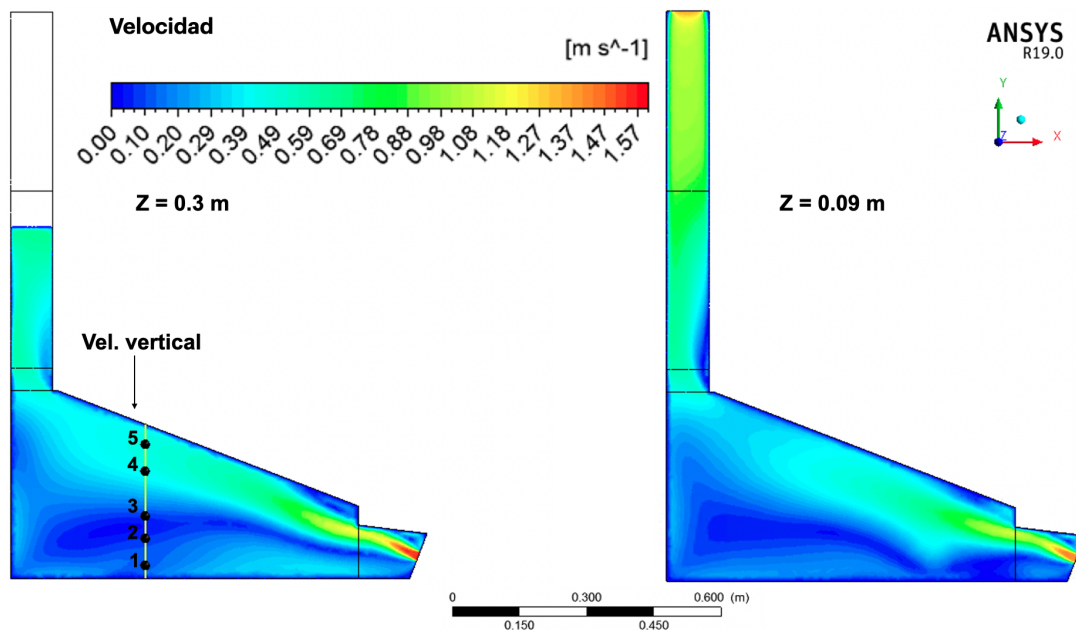 Velocidad
[m s^-1]
0.00
0.10
0.20
0.29
0.39
0.49
0.59
0.69
0.78
0.88
0.98
1.08
1.18
1.27
1.37
1.47
1.57
ANSYS
R19.0
Y
Z
X
Z = 0.3 m
Z = 0.09 m
Vel. vertical
5
4
3
2
1
0 0.300 0.600 (m)
0.150 0.450